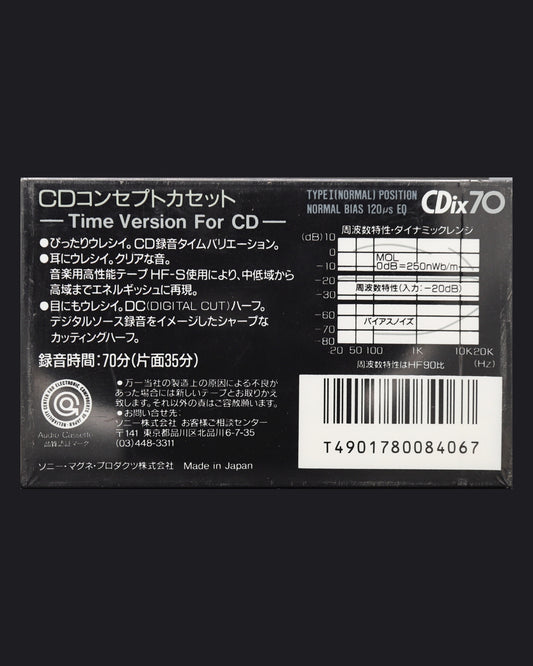 CDコンセプトカセット
Time Version For CD
●ぴったりウレシイ。CD録音タイムバリエーション。
●耳にウレシイ。クリアな音。
音楽用高性能テープHF-S使用により、中低域から
高域までエネルギッシュに再現。
●目にもウレシイ。DC(DIGITAL CUT)ハーフ。
デジタルソース録音をイメージしたシャープな
カッティングハーフ。
録音時間:70分(片面35分)
●万一当社の製造上の原因による不良が
あった場合には新しいテープとお取りかえ
致します。それ以外の責はご容赦願います。
●お問い合せ先:
ソニー株式会社 お客様ご相談センター
〒141 東京都品川区北品川6-7-35
(03)448-3311
Audio Cassette
ソニー・マグネ・プロダクツ株式会社 Made in Japan
TYPE I (NORMAL) POSITION
NORMAL BIAS 120μs EQ
CDix70
周波数特性・ダイナミックレンジ
(dB) 10
0
-10
-20
-30
-60
-70
-80
MOL
0dB=250nWb/m
周波数特性(入力:-20dB)
バイアスノイズ
20 50 100 1K 10K 20K
(Hz)
周波数特性はHF90比
T4901780084067